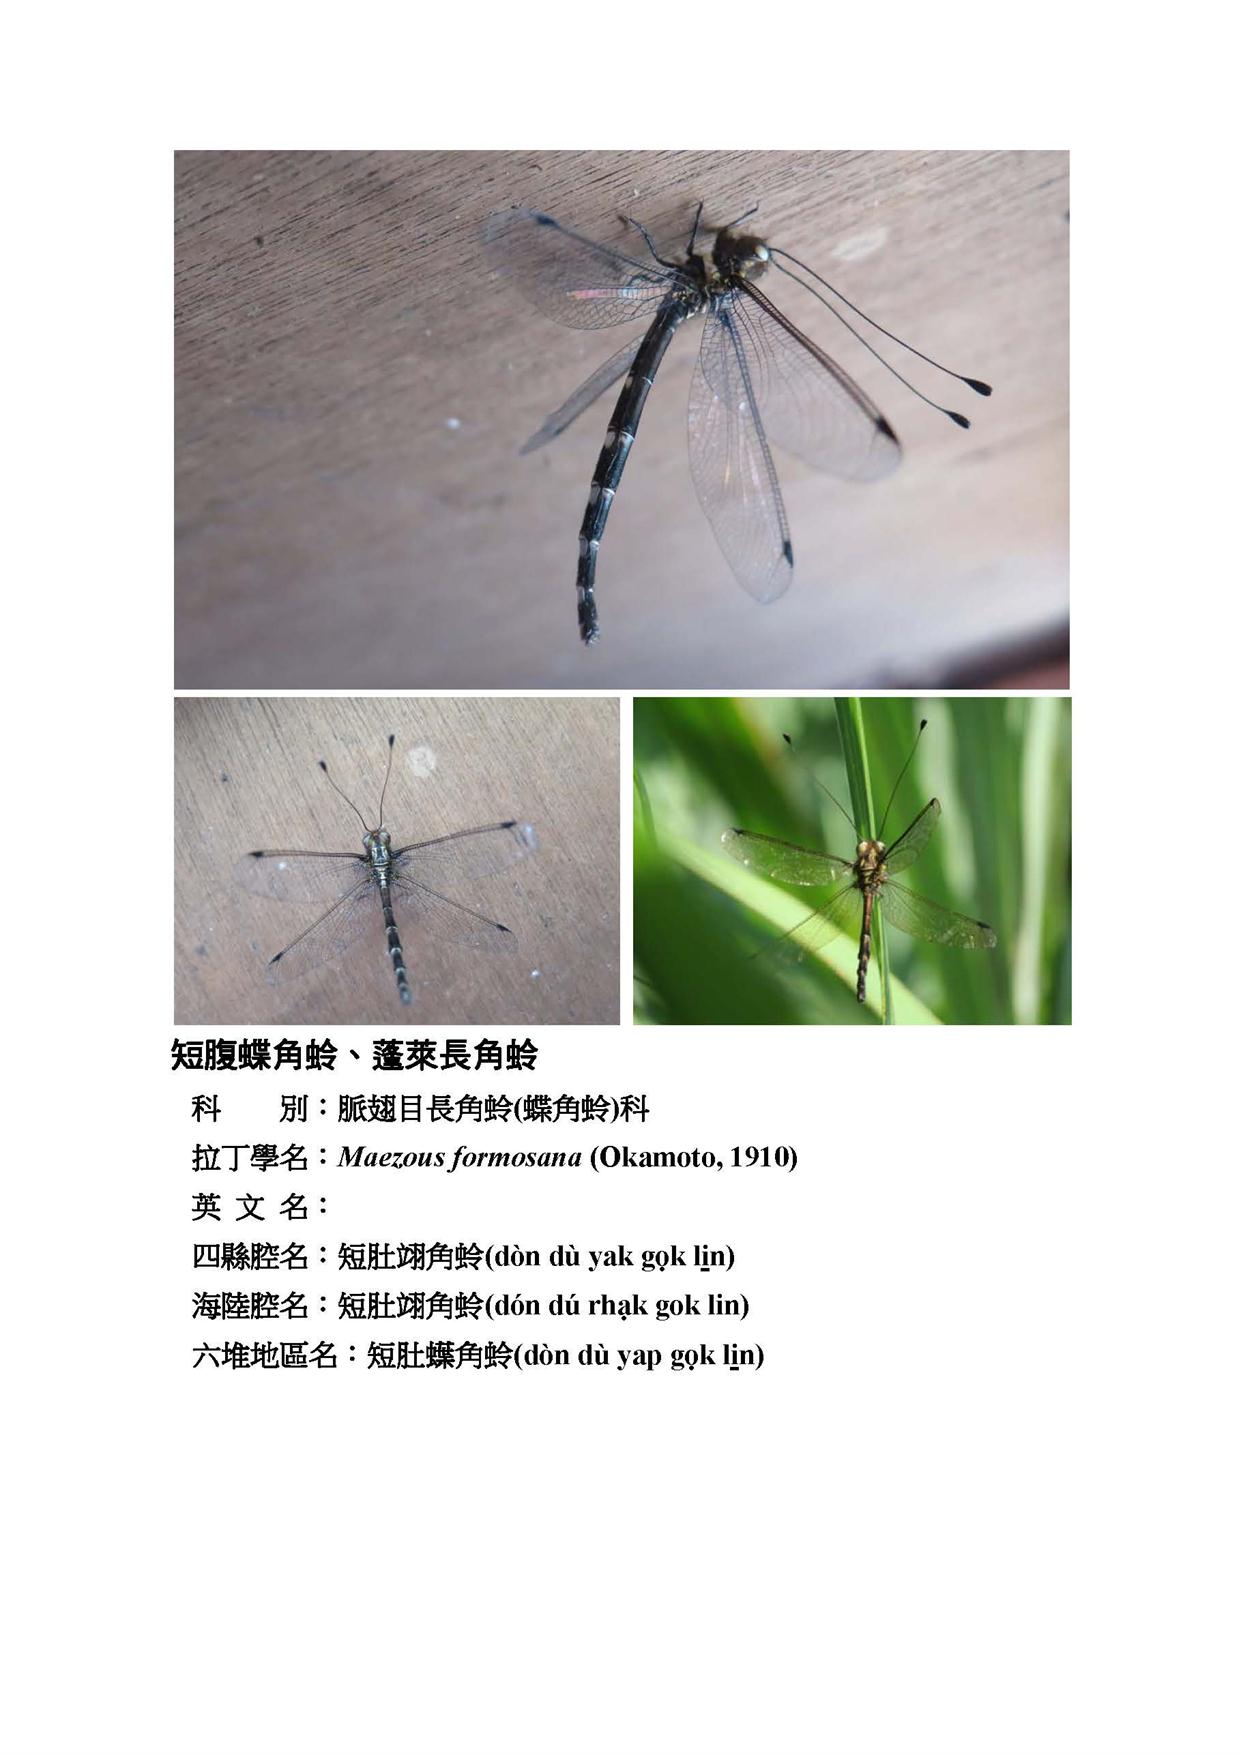 短腹蝶角蛉、蓬萊長角蛉
科　　別：脈翅目長角蛉(蝶角蛉)科
拉丁學名：Maezous formosana (Okamoto, 1910)
英 文 名：
四縣腔名：短肚翊角蛉(dòn dù yak gọk li̱n)
海陸腔名：短肚翊角蛉(dón dú rhạk gok lin)
六堆地區名：短肚蝶角蛉(dòn dù yap gọk li̱n)